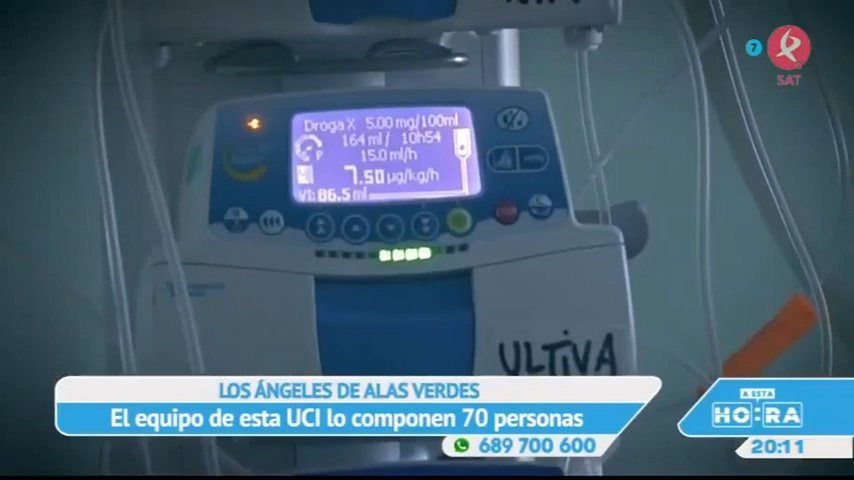 7
SAT
DrogaX 5.00 mg/100ml
164 ml / 10h54
15.0 ml/h
P
7.50 µg/kg/h
VI: 86.5 ml
ULTIVA
LOS ÁNGELES DE ALAS VERDES
El equipo de esta UCI lo componen 70 personas
689 700 600
A ESTA
HO:RA
20:11